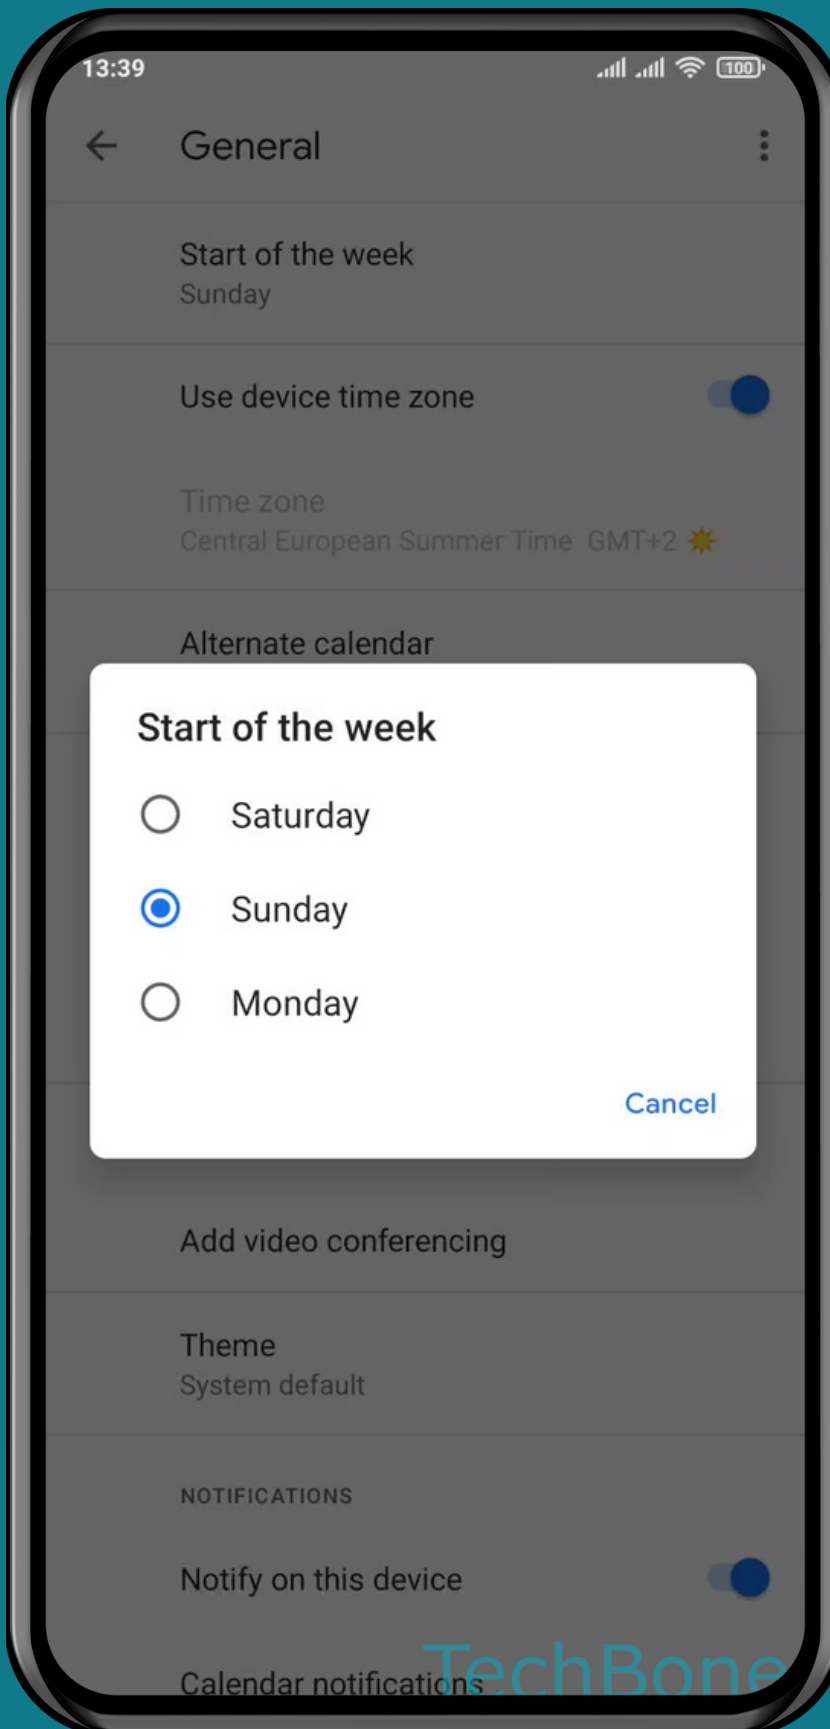 13:39
100
General
Start of the week
Sunday
Use device time zone
Time zone
Central European Summer Time GMT+2
Alternate calendar
Start of the week
Saturday
Sunday
Monday
Cancel
Add video conferencing
Theme
System default
NOTIFICATIONS
Notify on this device
Calendar notifications
TechBone